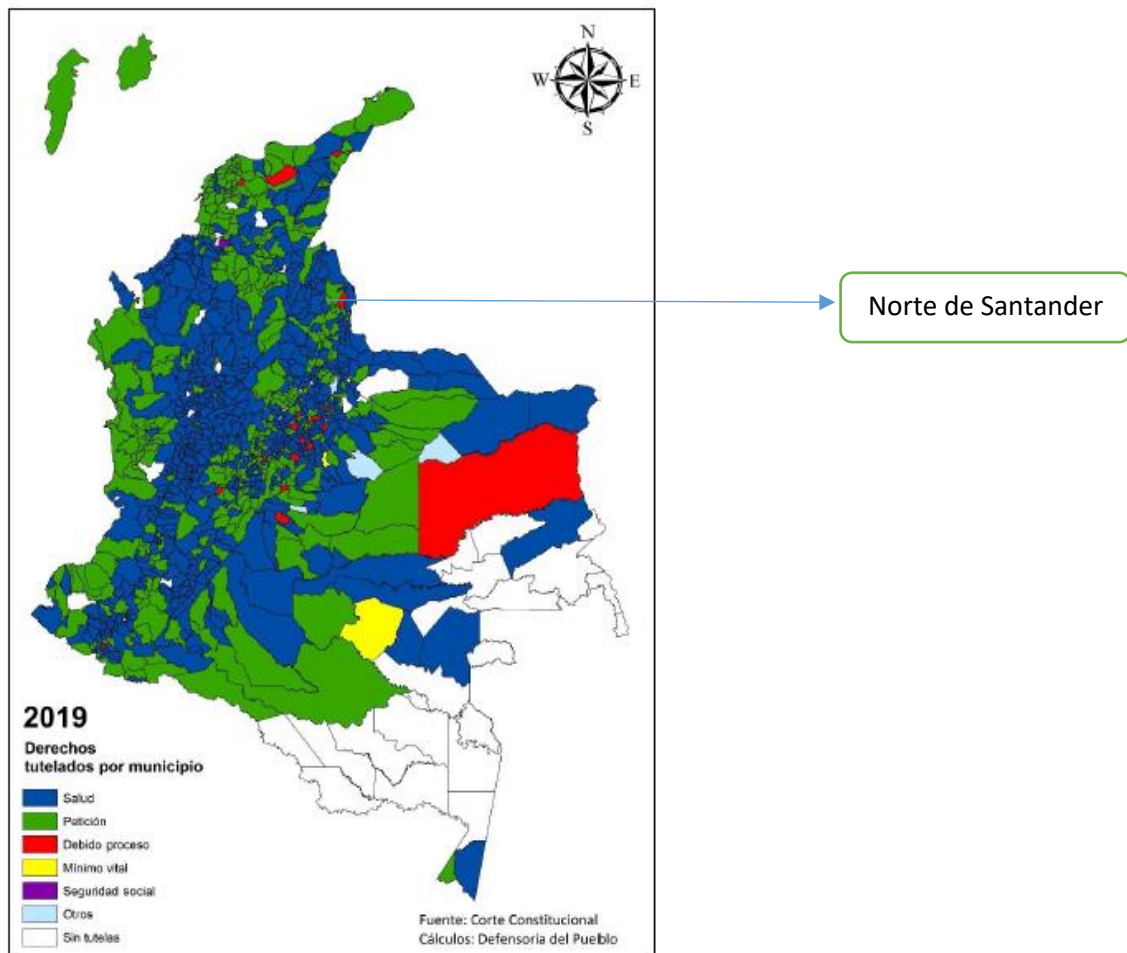 N
W
E
S
Norte de Santander
2019
Derechos
tutelados por municipio
Salud
Petición
Debido proceso
Mínimo vital
Seguridad social
Otros
Sin tutelas
Fuente: Corte Constitucional
Cálculos: Defensoría del Pueblo